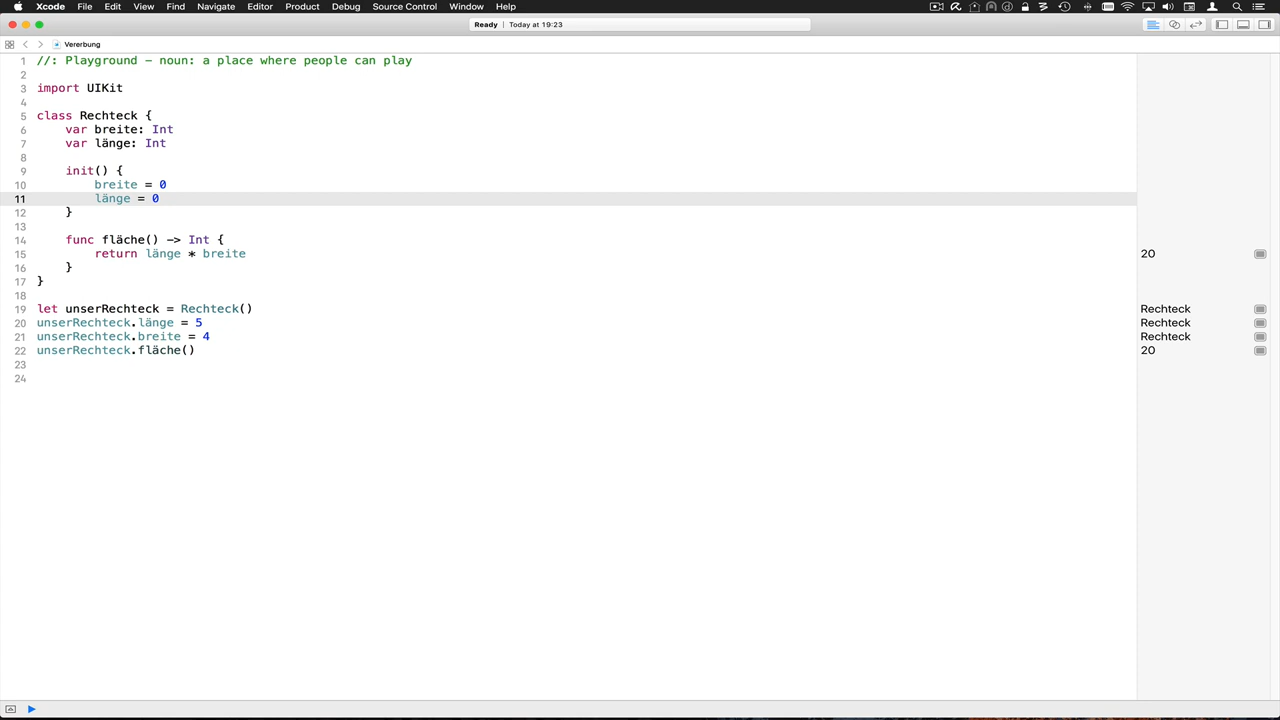 Xcode File Edit View Find Navigate Editor Product Debug Source Control Window Help
Ready Today at 19:23
Vererbung
1 //: Playground - noun: a place where people can play
2
3 import UIKit
4
5 class Rechteck {
6 var breite: Int
7 var länge: Int
8
9 init() {
10 breite = 0
11 länge = 0
12 }
13
14 func fläche() -> Int {
15 return länge * breite 20
16 }
17 }
18
19 let unserRechteck = Rechteck() Rechteck
20 unserRechteck.länge = 5 Rechteck
21 unserRechteck.breite = 4 Rechteck
22 unserRechteck.fläche() 20
23
24